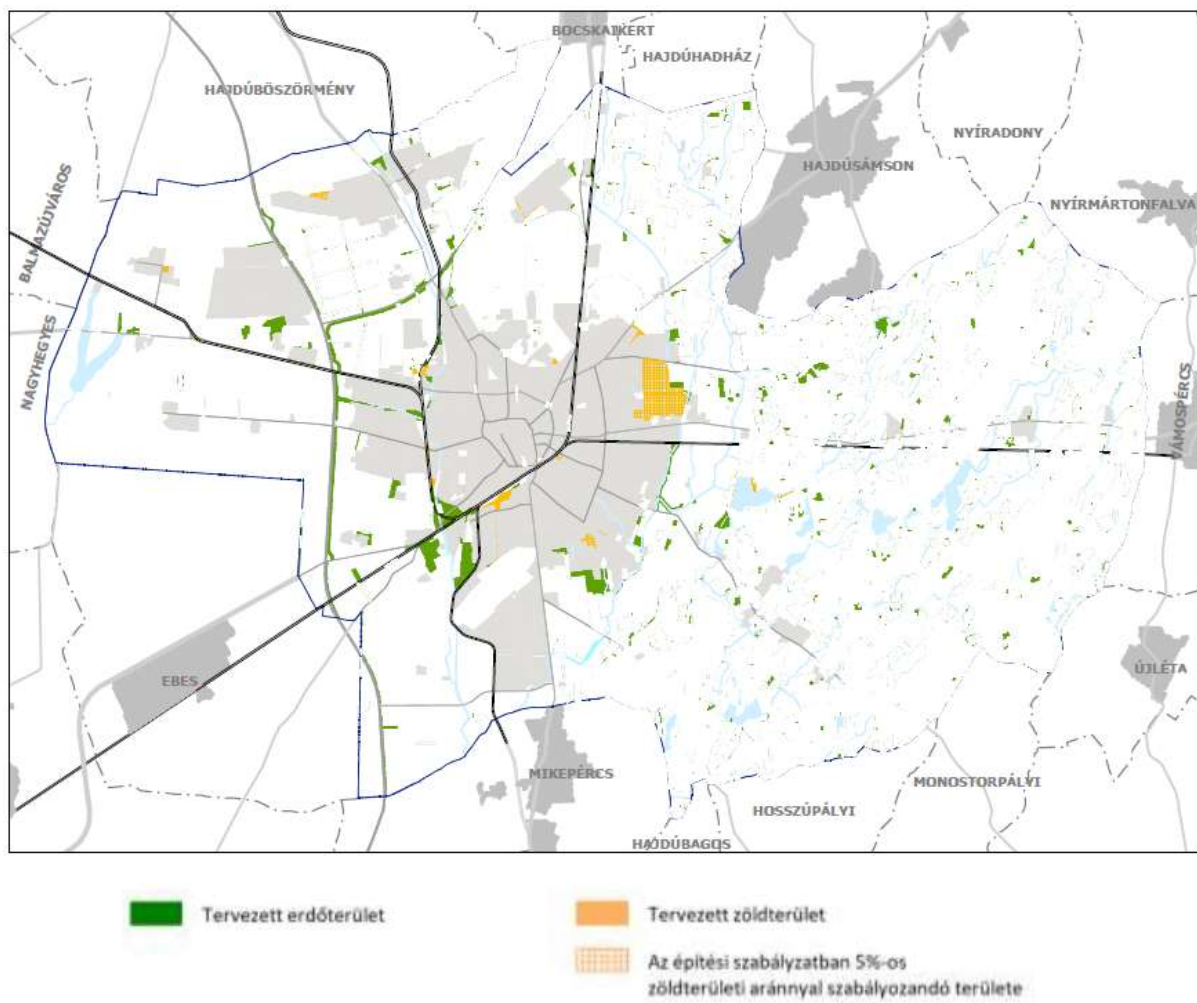 BOCSKAIKERT
HAJDÚHADHÁZ
HAJDÚBÖSZÖRMÉNY
NYÍRADONY
HAJDÚSÁMSON
NYÍRMÁRTONFALVA
BALMAZÚJVÁROS
NAGYHEGYES
VÁMOSPÉRCS
EBES
ÚJLÉTA
MIKEPÉRCS
MONOSTORPÁLYI
HOSSZÚPÁLYI
HAJDÚBAGOS
Tervezett erdőterület
Tervezett zöldterület
Az építési szabályzatban 5%-os
zöldterületi aránnyal szabályozandó területe